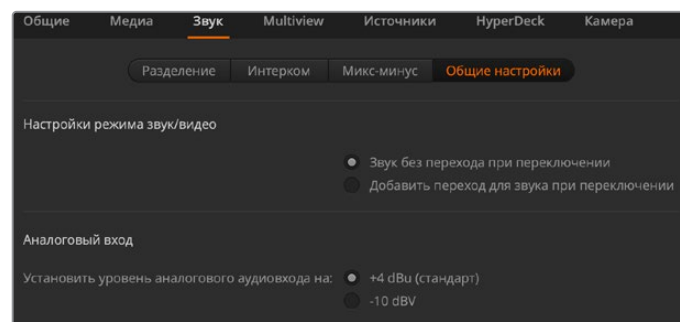 Общие Медиа Звук Multiview Источники HyperDeck Камера
Разделение Интерком Микс-минус Общие настройки
Настройки режима звук/видео
Звук без перехода при переключении
Добавить переход для звука при переключении
Аналоговый вход
Установить уровень аналогового аудиовхода на: +4 dBu (стандарт)
-10 dBV